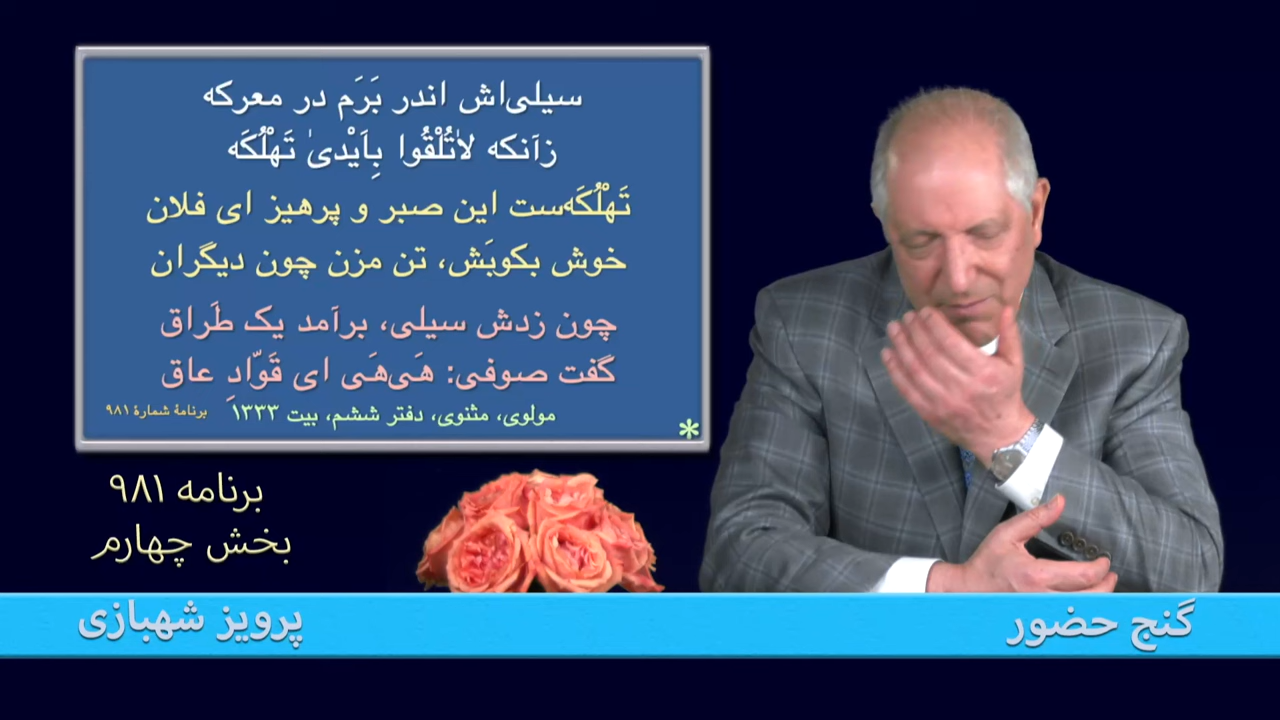 سیلی‌اش اندر بَرَم در معرکه
زآنکه لاٰتُلْقُوا بِاَیْدیٰ تَهْلُکَه
تَهْلُکَه‌ست این صبر و پرهیز ای فلان
خوش بکوبَش، تن مزن چون دیگران
چون زدش سیلی، برآمد یک طَراق
گفت صوفی: هَی‌هَی ای قَوّادِ عاق
مولوی، مثنوی، دفتر ششم، بیت ۱۳۳۳
برنامهٔ شمارهٔ ۹۸۱
*
برنامه ۹۸۱
بخش چهارم
گنج حضور
پرویز شهبازی